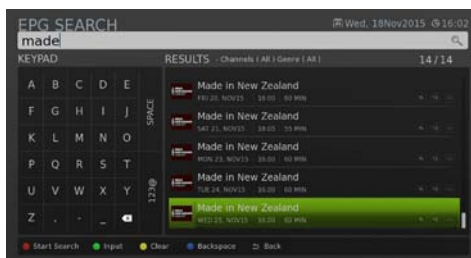 EPG SEARCH
Wed, 18Nov2015 16:02
made
KEYPAD
RESULTS - Channels ( All ) Genre ( All )
14/14
A B C D E
F G H I J
K L M N O
P Q R S T
U V W X Y
Z . - _
SPACE
123@
Made in New Zealand
FRI 20, NOV15 16:00 60 MIN
Made in New Zealand
SAT 21, NOV15 16:05 55 MIN
Made in New Zealand
MON 23, NOV15 16:00 60 MIN
Made in New Zealand
TUE 24, NOV15 16:00 60 MIN
Made in New Zealand
WED 25, NOV15 16:00 60 MIN
Start Search Input Clear Backspace Back